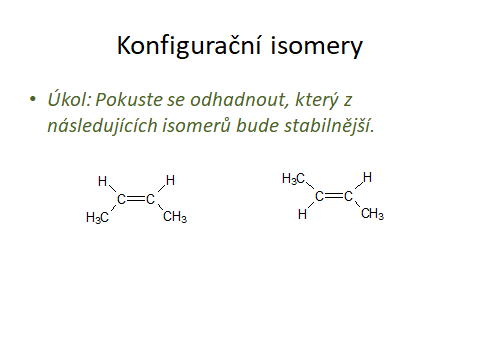 Konfigurační isomery
• Úkol: Pokuste se odhadnout, který z
následujících isomerů bude stabilnější.
H H
C C
H3C CH3
H3C H
C C
H CH3